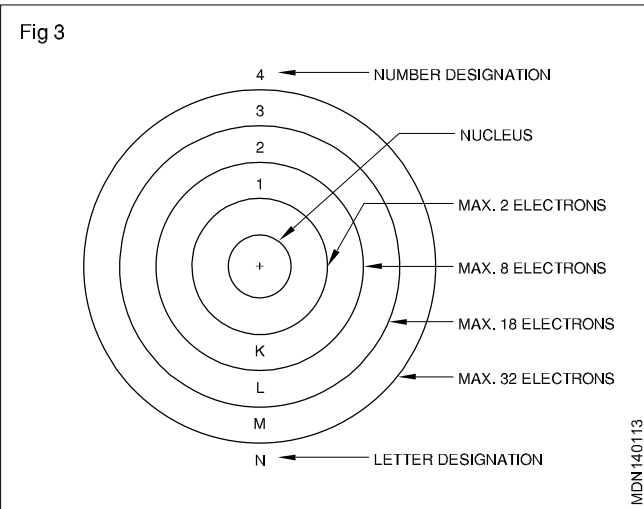 Fig 3
4 NUMBER DESIGNATION
3
NUCLEUS
2
1
MAX. 2 ELECTRONS
+
MAX. 8 ELECTRONS
MAX. 18 ELECTRONS
K
L
MAX. 32 ELECTRONS
M
N LETTER DESIGNATION
MDN140113